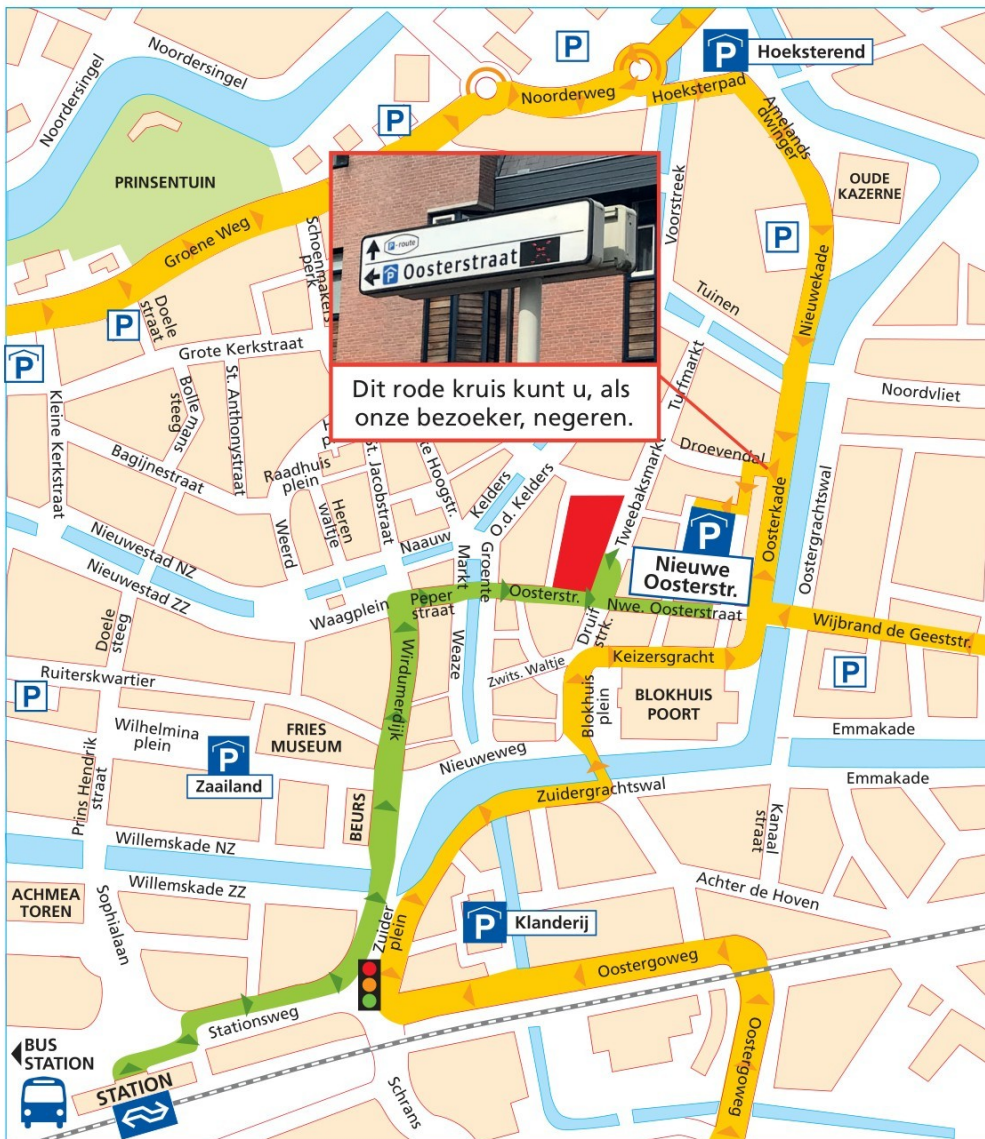 Noordersingel
Noordersingel
Noordersingel
P
P
Hoeksterend
Noorderweg
Hoeksterpad
P
Amelands
dwinger
PRINSENTUIN
OUDE
KAZERNE
Voorstreek
P
Groene Weg
Schoenmakers
perk
P-route
P Oosterstraat
Nieuwekade
Tuinen
Doele
straat
P
Grote Kerkstraat
P
Dit rode kruis kunt u, als
onze bezoeker, negeren.
Turfmarkt
Noordvliet
Kleine Kerkstraat
Bolle mans
steeg
St. Anthonystraat
Bagijnestraat
Raadhuis
plein
St. Jacobstraat
te Hoogstr.
Droevendal
Kelders
O.d. Kelders
Tweebaksmarkt
Oosterkade
Oostergrachtswal
Heren
waltje
Weerd
Naauw
P
Nieuwe
Oosterstr.
Nieuwestad NZ
Nieuwestad ZZ
Groente
Markt
Waagplein
Peper
straat
Oosterstr.
Nwe. Oosterstraat
Druif
strk.
Wijbrand de Geeststr.
Doele
steeg
Weaze
Wirdumerdijk
Zwits. Waltje
Keizersgracht
P
Ruiterskwartier
P
Blokhuis
plein
BLOKHUIS
POORT
Wilhelmina
plein
FRIES
MUSEUM
Nieuweweg
Emmakade
P
Zaailand
Prins Hendrik
straat
BEURS
Zuidergrachtswal
Emmakade
Kanaal
straat
Willemskade NZ
Willemskade ZZ
Achter de Hoven
ACHMEA
TOREN
Sophialaan
Zuider
plein
P
Klanderij
Oostergoweg
Stationsweg
BUS
STATION
STATION
Oostergoweg
Schrans